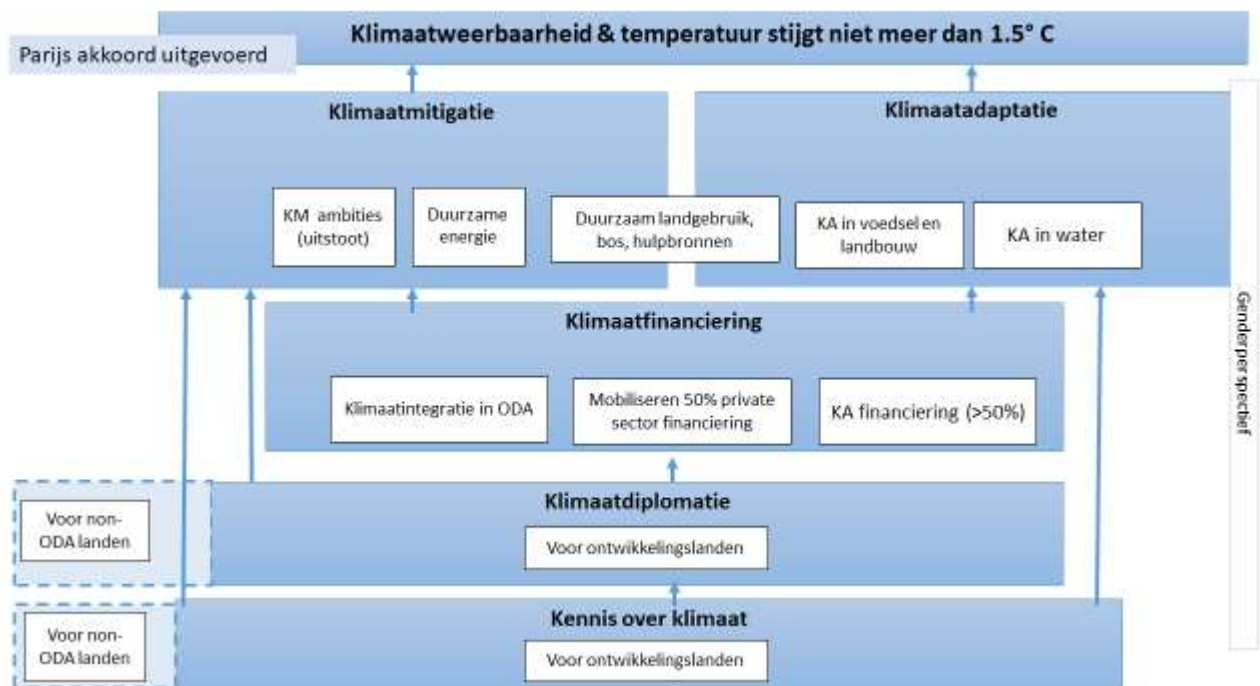 Klimaatweerbaarheid & temperatuur stijgt niet meer dan 1.5° C
Parijs akkoord uitgevoerd
Klimaatmitigatie
KM ambities
(uitstoot)
Duurzame
energie
Duurzaam landgebruik,
bos, hulpbronnen
Klimaatadaptatie
KA in voedsel en
landbouw
KA in water
Klimaatfinanciering
Klimaatintegratie in ODA
Mobiliseren 50% private
sector financiering
KA financiering (>50%)
Klimaatdiplomatie
Voor non-
ODA landen
Voor ontwikkelingslanden
Kennis over klimaat
Voor non-
ODA landen
Voor ontwikkelingslanden
Genderperspectief